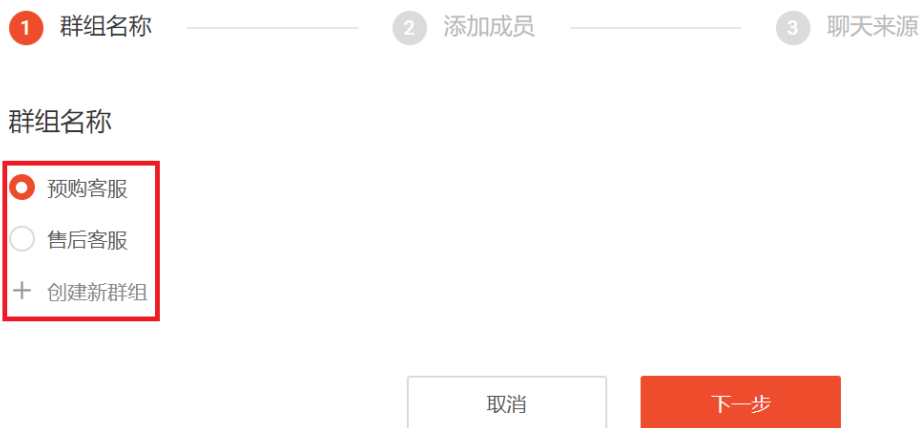 1 群组名称 2 添加成员 3 聊天来源
群组名称
预购客服
售后客服
+ 创建新群组
取消 下一步